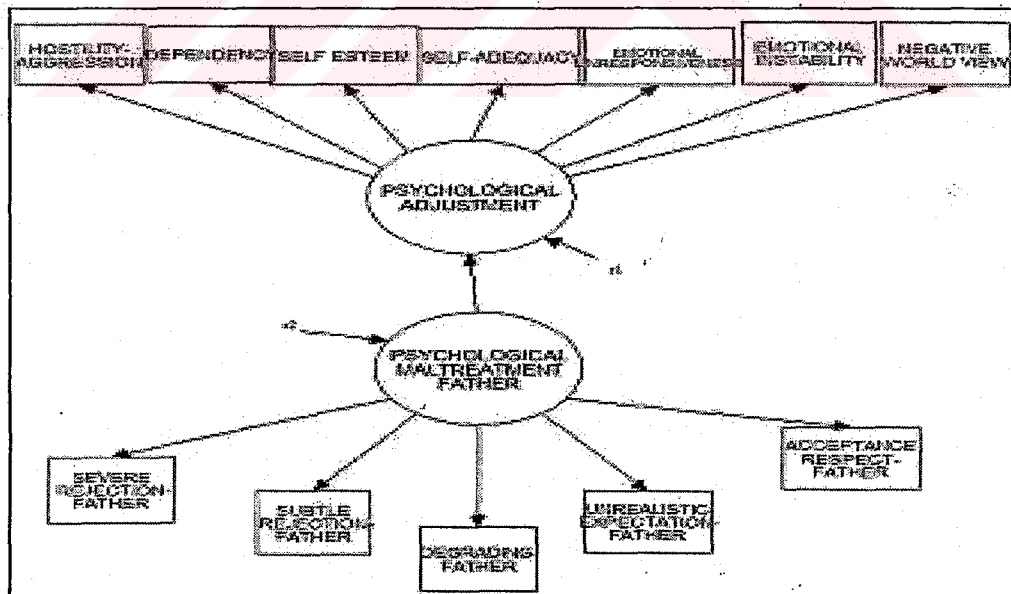 HOSTILITY-
AGGRESSION
DEPENDENCY
SELF ESTEEM
SELF-ADEQUACY
EMOTIONAL
UNRESPONSIVENESS
EMOTIONAL
INSTABILITY
NEGATIVE
WORLD VIEW
PSYCHOLOGICAL
ADJUSTMENT
PSYCHOLOGICAL
MALTREATMENT
FATHER
SEVERE
REJECTION-
FATHER
SUBTLE
REJECTION-
FATHER
DEGRADING-
FATHER
UNREALISTIC
EXPECTATION-
FATHER
ACCEPTANCE
RESPECT-
FATHER